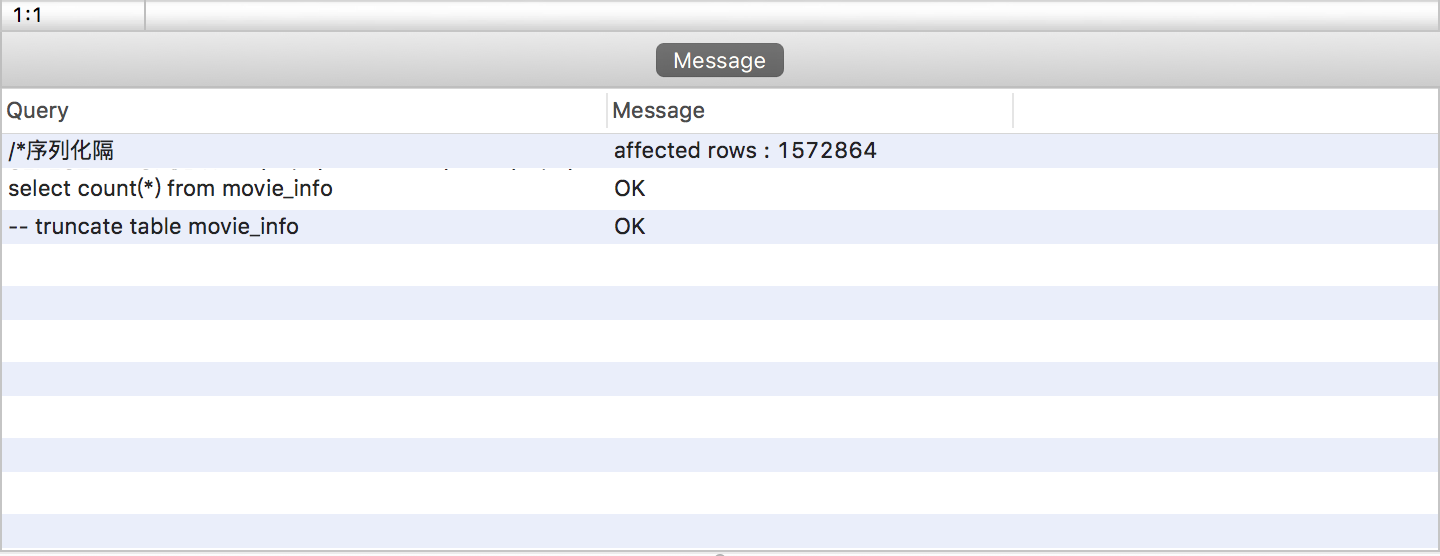 1:1
Message
Query Message
/*序列化隔 affected rows : 1572864
select count(*) from movie_info OK
-- truncate table movie_info OK